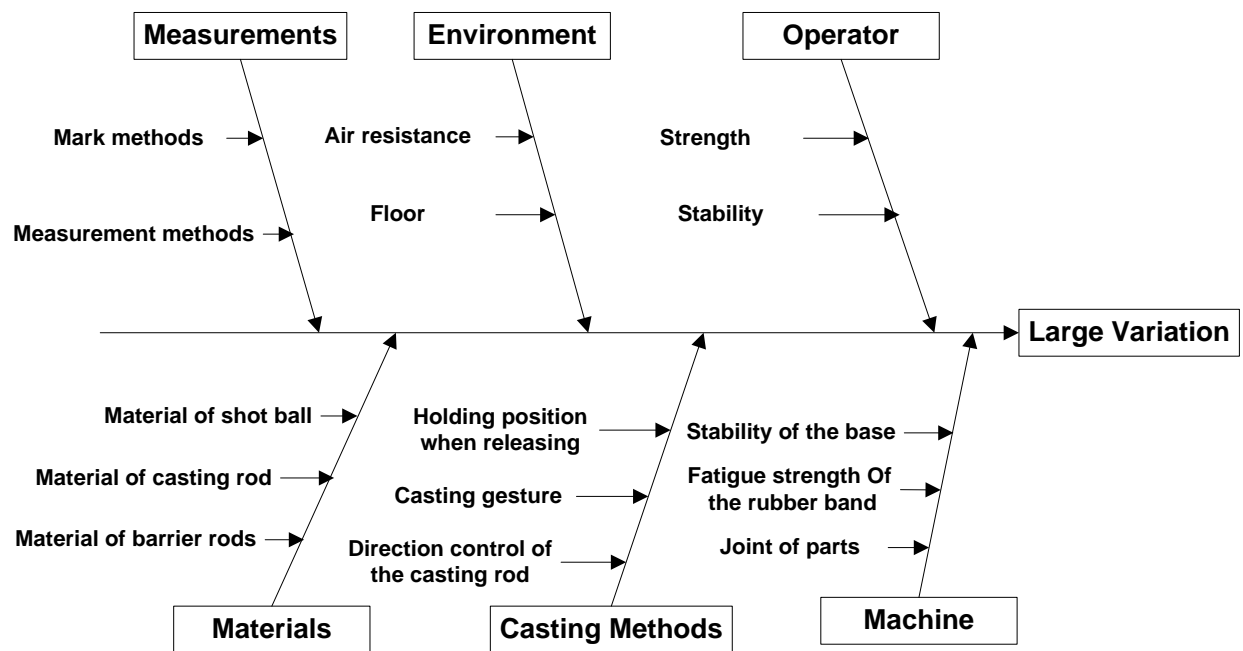 Measurements
Environment
Operator
Mark methods
Air resistance
Strength
Measurement methods
Floor
Stability
Large Variation
Material of shot ball
Holding position
when releasing
Stability of the base
Material of casting rod
Casting gesture
Fatigue strength Of
the rubber band
Material of barrier rods
Direction control of
the casting rod
Joint of parts
Materials
Casting Methods
Machine